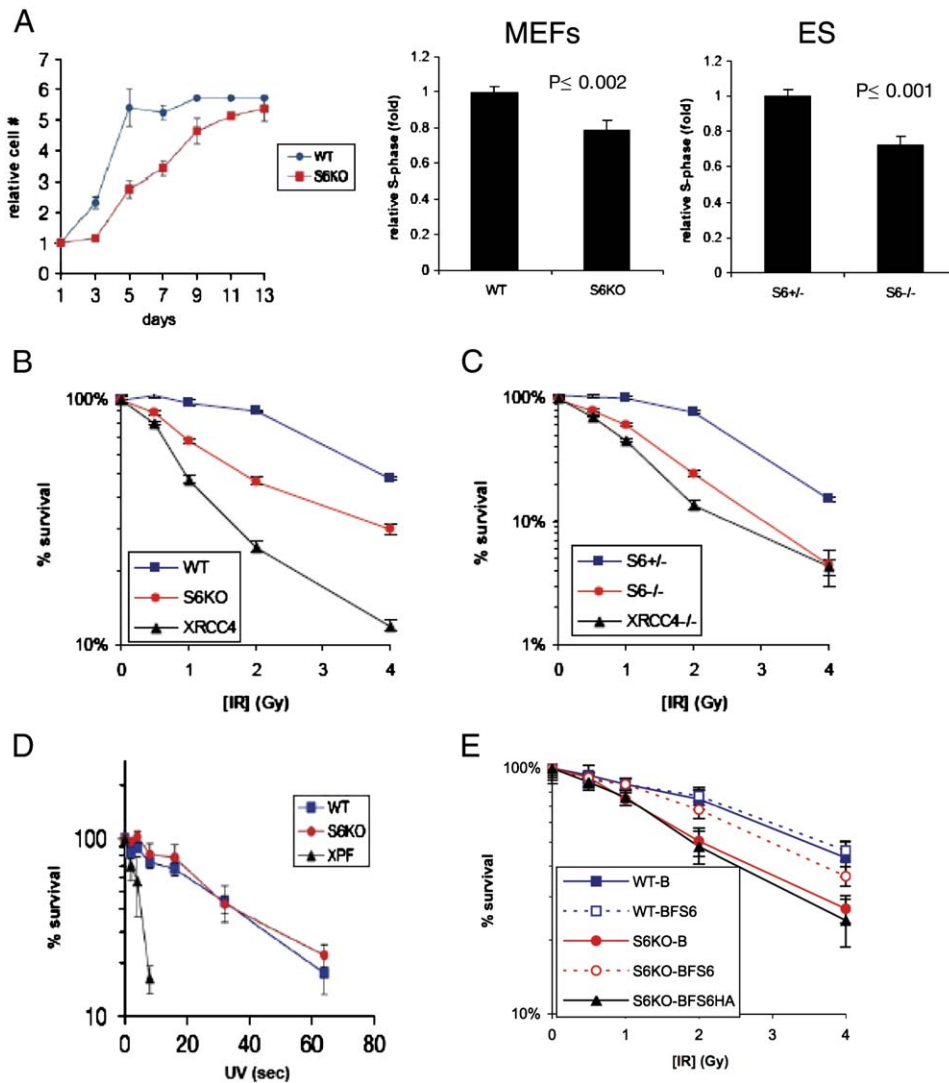 A
relative cell #
7
6
5
4
3
2
1
0
1 3 5 7 9 11 13
days
WT
S6KO
MEFs
relative S-phase (fold)
1.2
1
0.8
0.6
0.4
0.2
0
P≤ 0.002
WT S6KO
ES
relative S-phase (fold)
1.2
1
0.8
0.6
0.4
0.2
0
P≤ 0.001
S6+/- S6-/-
B
% survival
100%
10%
WT
S6KO
XRCC4
0 1 2 3 4
[IR] (Gy)
C
% survival
100%
10%
1%
S6+/-
S6-/-
XRCC4-/-
0 1 2 3 4
[IR] (Gy)
D
% survival
100
10
WT
S6KO
XPF
0 20 40 60 80
UV (sec)
E
% survival
100%
10%
WT-B
WT-BFS6
S6KO-B
S6KO-BFS6
S6KO-BFS6HA
0 1 2 3 4
[IR] (Gy)